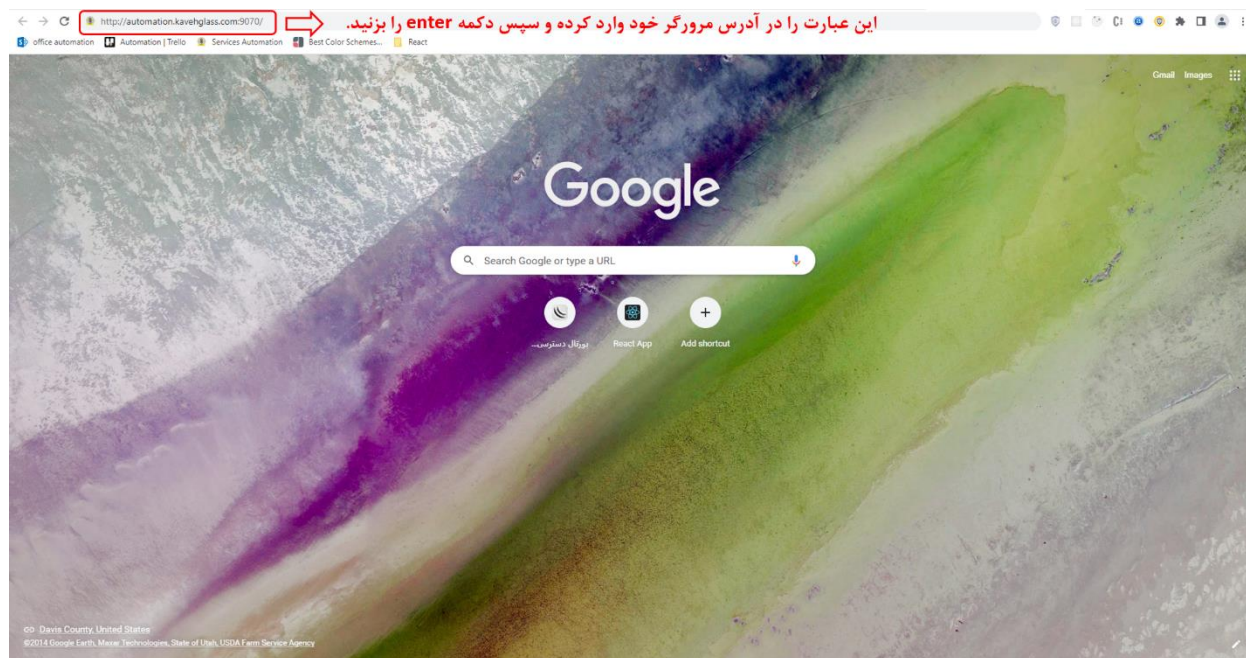 http://automation.kavehglass.com:9070/
این عبارت را در آدرس مرورگر خود وارد کرده و سپس دکمه enter را بزنید.
office automation Automation | Trello Services Automation Best Color Schemes... React
Gmail Images
Google
Search Google or type a URL
پورتال دسترسی... React App Add shortcut
Davis County, United States
©2014 Google Earth, Maxar Technologies, State of Utah, USDA Farm Service Agency